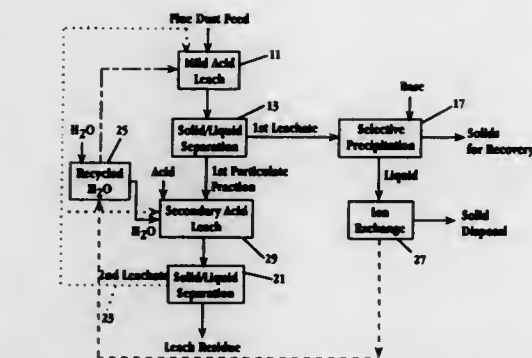 Fine Dust Feed
11
Mild Acid
Leach
13
Base
17
Solid/Liquid
Separation
1st Leachate
Selective
Precipitation
Solids
for Recovery
H₂O
25
Recycled
H₂O
Acid
1st Particulate
Fraction
Liquid
H₂O
Secondary Acid
Leach
29
Ion
Exchange
27
Solid
Disposal
2nd Leachate
23
Solid/Liquid
Separation
21
Leach Residue